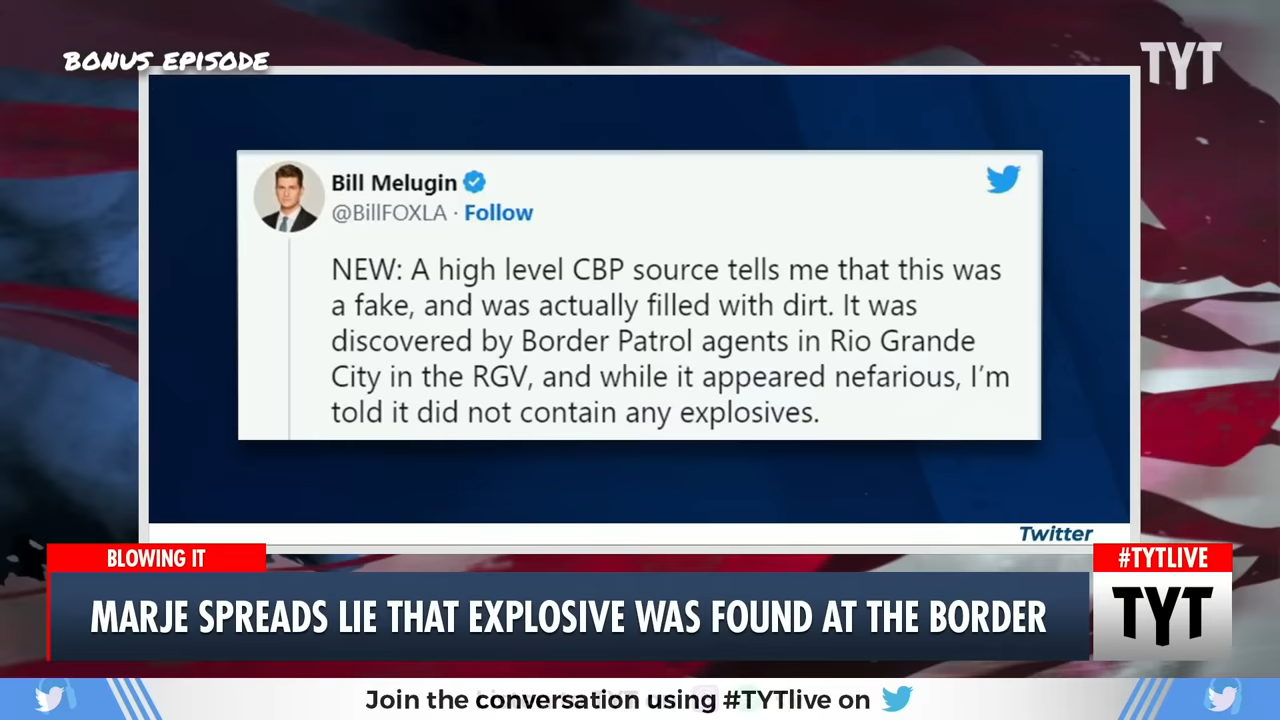 BONUS EPISODE
TYT
Bill Melugin
@BillFOXLA · Follow
NEW: A high level CBP source tells me that this was
a fake, and was actually filled with dirt. It was
discovered by Border Patrol agents in Rio Grande
City in the RGV, and while it appeared nefarious, I'm
told it did not contain any explosives.
Twitter
BLOWING IT
#TYTLIVE
MARJE SPREADS LIE THAT EXPLOSIVE WAS FOUND AT THE BORDER
TYT
Join the conversation using #TYTlive on